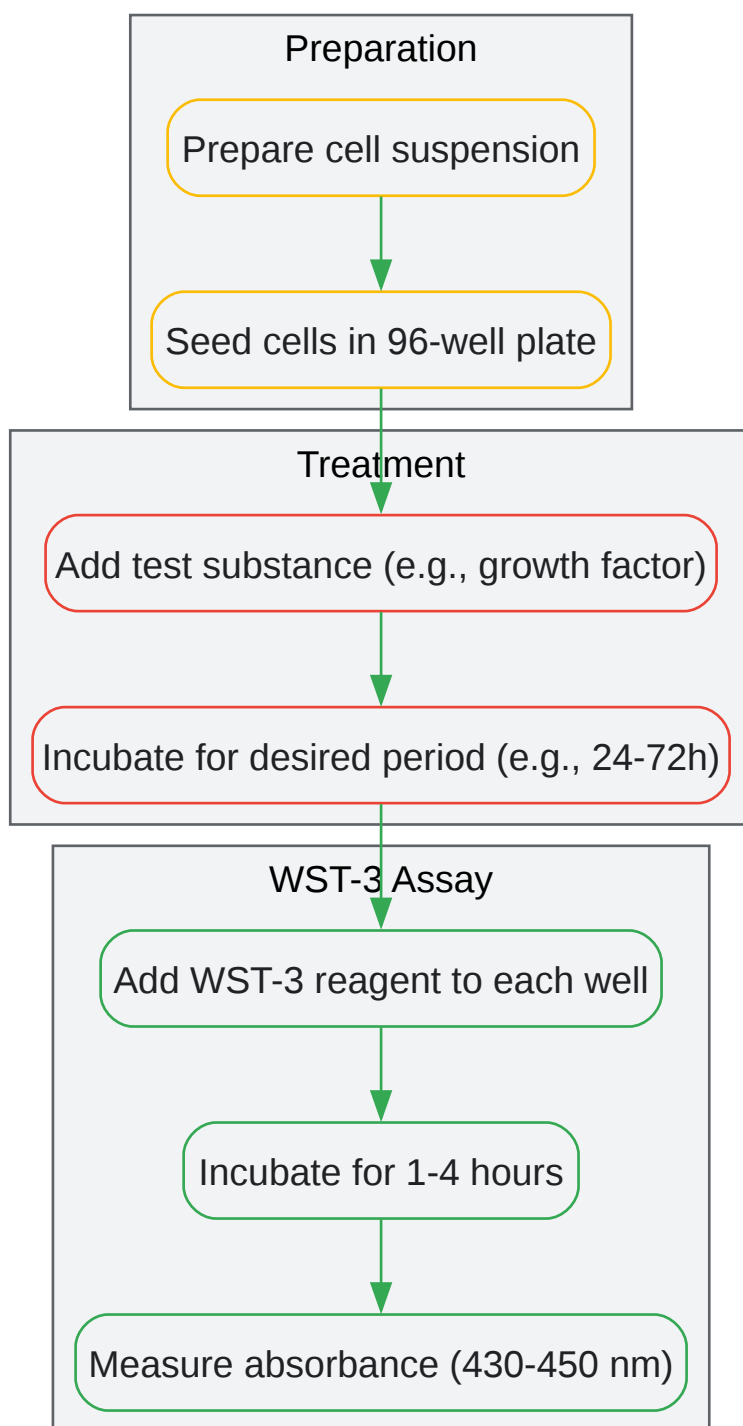 Preparation
Prepare cell suspension
Seed cells in 96-well plate
Treatment
Add test substance (e.g., growth factor)
Incubate for desired period (e.g., 24-72h)
WST-3 Assay
Add WST-3 reagent to each well
Incubate for 1-4 hours
Measure absorbance (430-450 nm)